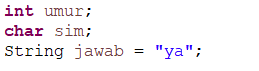 int umur;
char sim;
String jawab = "ya";